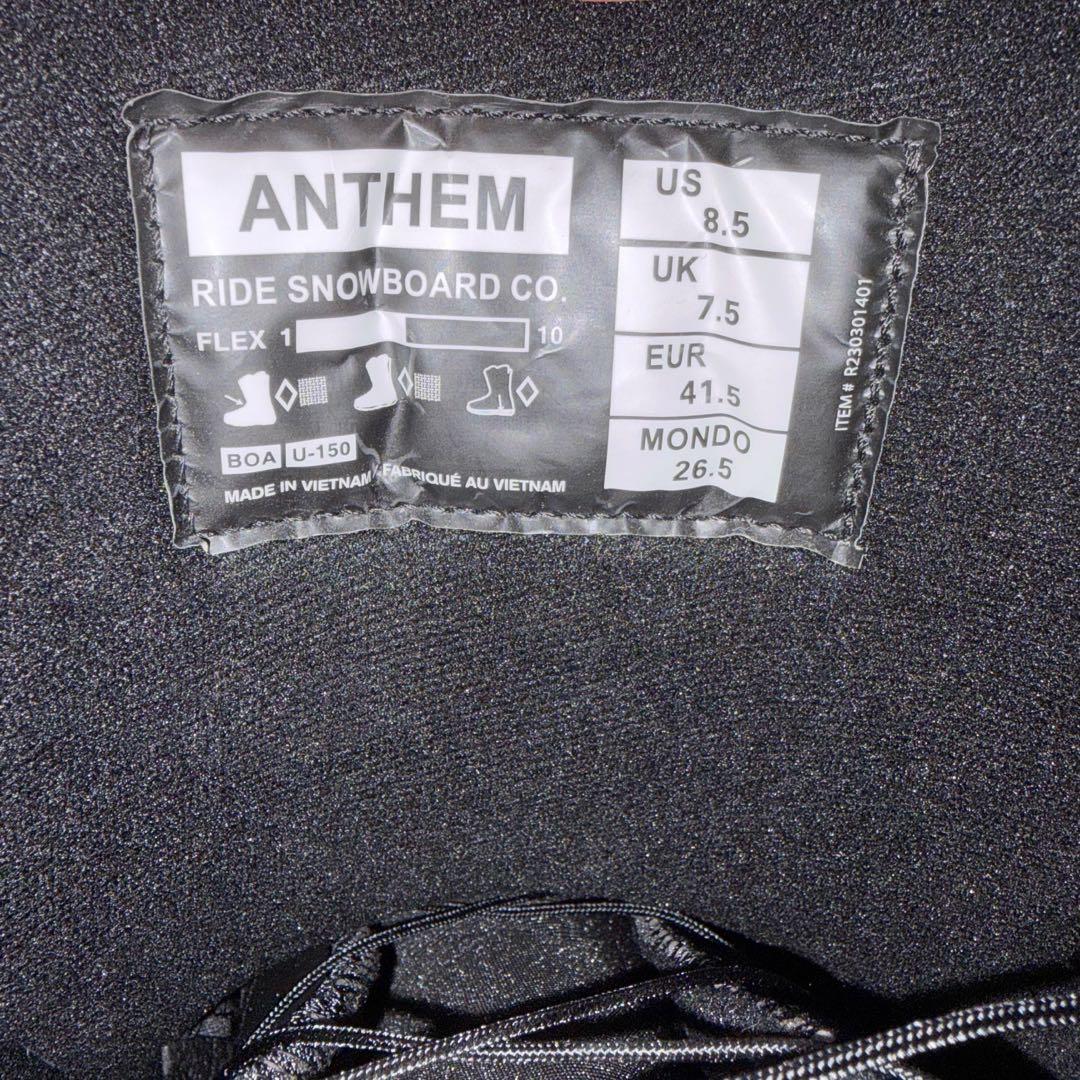 ANTHEM
RIDE SNOWBOARD CO.
FLEX 1 10
BOA U-150
MADE IN VIETNAM / FABRIQUÉ AU VIETNAM
US
8.5
UK
7.5
EUR
41.5
MONDO
26.5
ITEM# R230301401